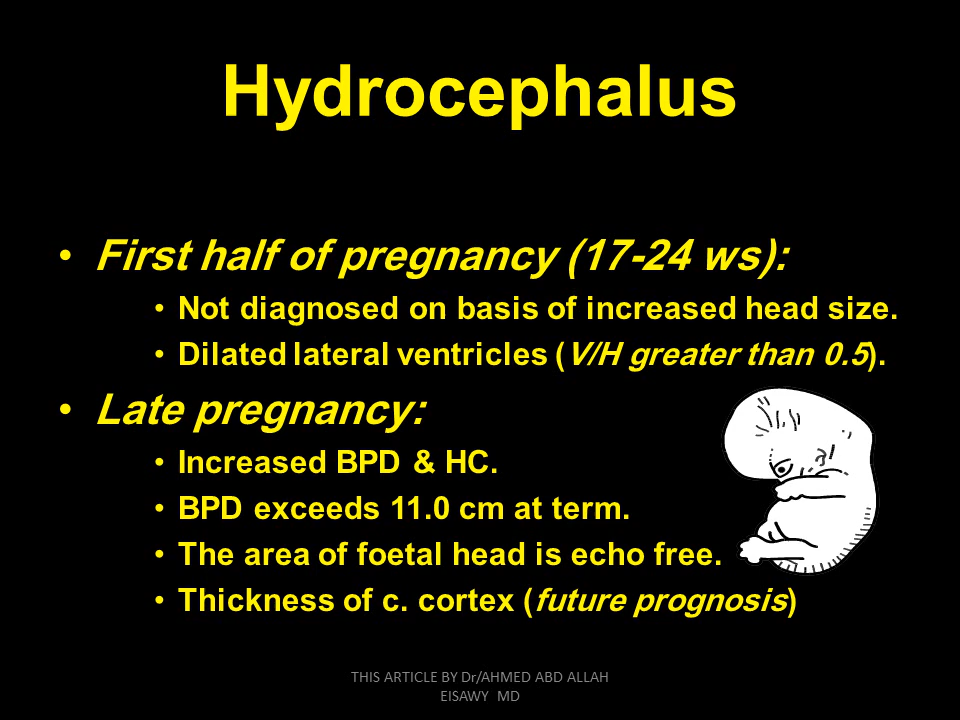 Hydrocephalus
• First half of pregnancy (17-24 ws):
• Not diagnosed on basis of increased head size.
• Dilated lateral ventricles (V/H greater than 0.5).
• Late pregnancy:
• Increased BPD & HC.
• BPD exceeds 11.0 cm at term.
• The area of foetal head is echo free.
• Thickness of c. cortex (future prognosis)
THIS ARTICLE BY Dr/AHMED ABD ALLAH
EISAWY MD